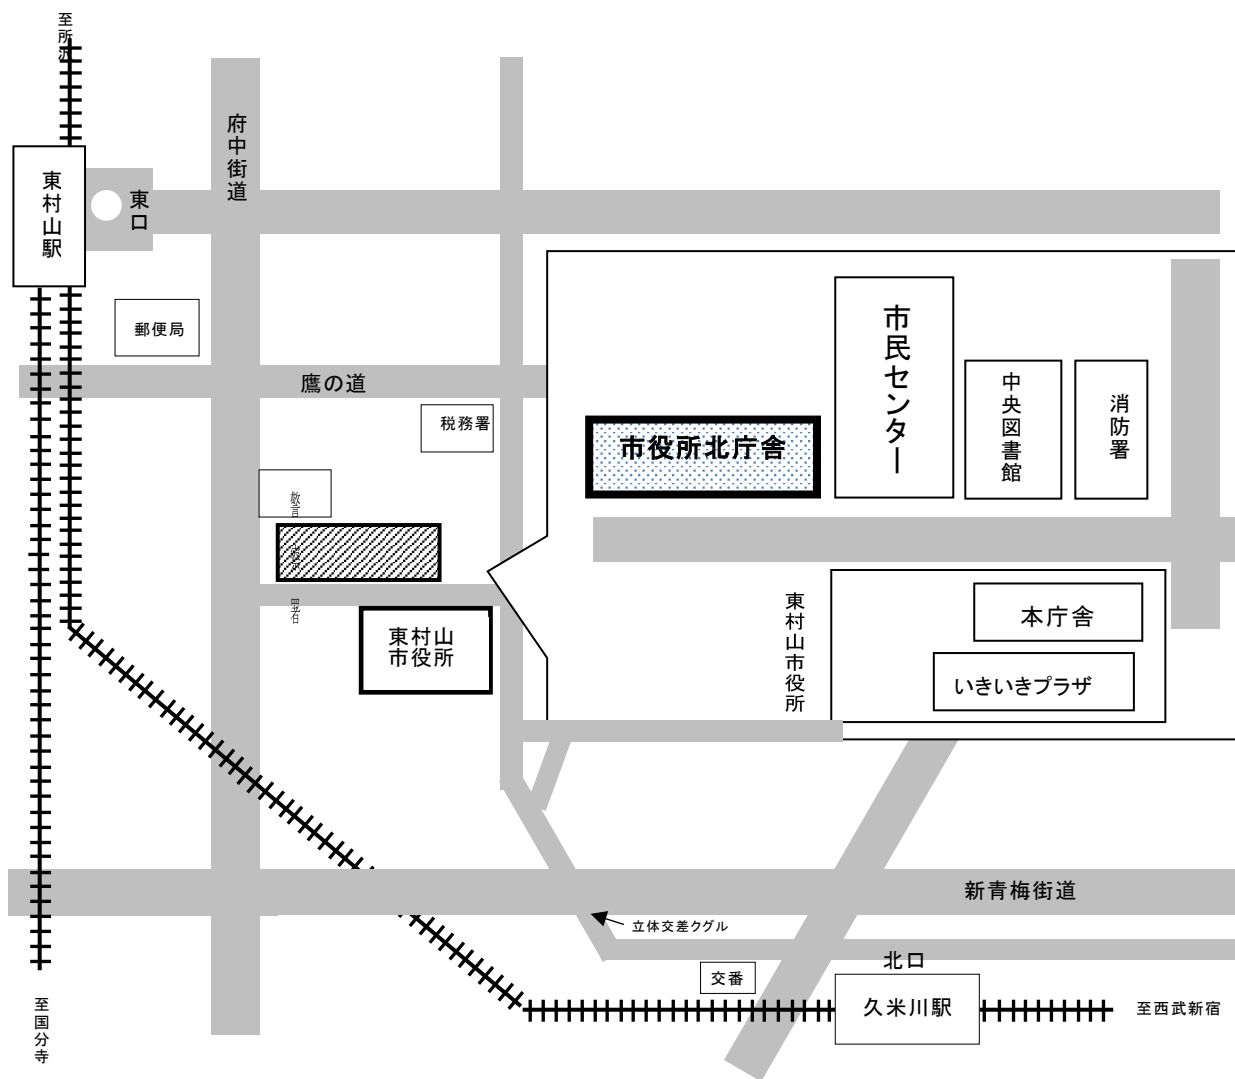 至所沢
府中街道
東村山駅
東口
郵便局
鷹の道
税務署
市役所北庁舎
市民センター
中央図書館
消防署
東村山
市役所
東村山市役所
本庁舎
いきいきプラザ
新青梅街道
立体交差クグル
北口
交番
久米川駅
至西武新宿
至国分寺